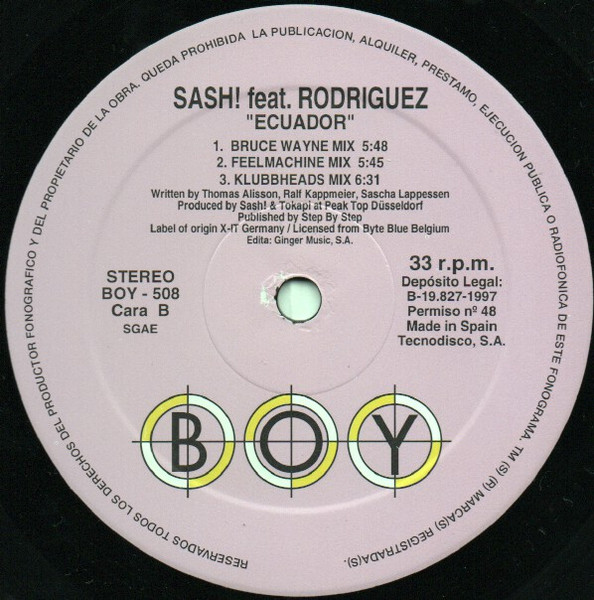 RESERVADOS TODOS LOS DERECHOS DEL PRODUCTOR FONOGRAFICO Y DEL PROPIETARIO DE LA OBRA. QUEDA PROHIBIDA LA PUBLICACION, ALQUILER, PRESTAMO, EJECUCION PUBLICA O RADIOFONICA DE ESTE FONOGRAMA. TM (S) (P) MARCA(S) REGISTRADA(S).
SASH! feat. RODRIGUEZ
"ECUADOR"
1. BRUCE WAYNE MIX 5:48
2. FEELMACHINE MIX 5:45
3. KLUBBHEADS MIX 6:31
Written by Thomas Alisson, Ralf Kappmeier, Sascha Lappessen
Produced by Sash! & Tokapi at Peak Top Düsseldorf
Published by Step By Step
Label of origin X-IT Germany / Licensed from Byte Blue Belgium
Edita: Ginger Music, S.A.
STEREO
BOY - 508
Cara B
SGAE
33 r.p.m.
Depósito Legal:
B-19.827-1997
Permiso nº 48
Made in Spain
Tecnodisco, S.A.
BOY